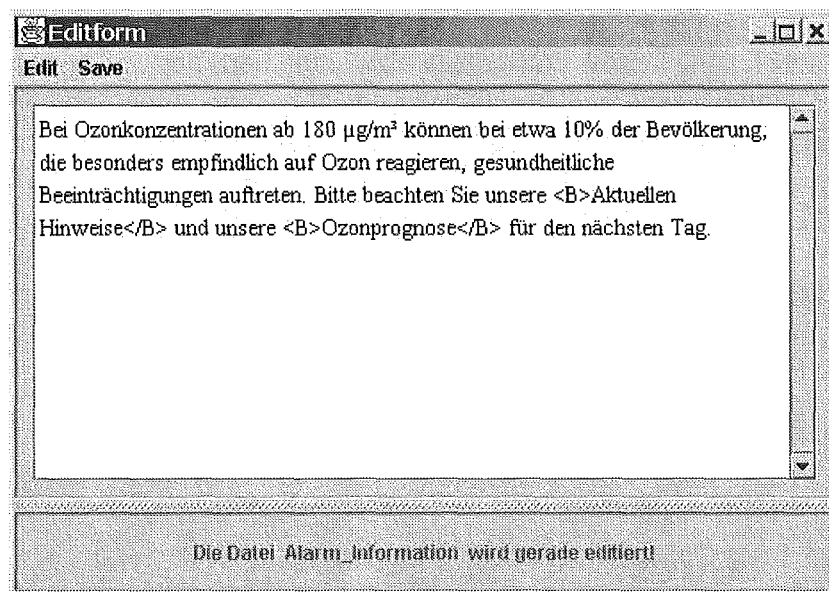 Editform
Edit Save
Bei Ozonkonzentrationen ab 180 µg/m³ können bei etwa 10% der Bevölkerung,
die besonders empfindlich auf Ozon reagieren, gesundheitliche
Beeinträchtigungen auftreten. Bitte beachten Sie unsere <B>Aktuellen
Hinweise</B> und unsere <B>Ozonprognose</B> für den nächsten Tag.
Die Datei Alarm_Information wird gerade editiert!